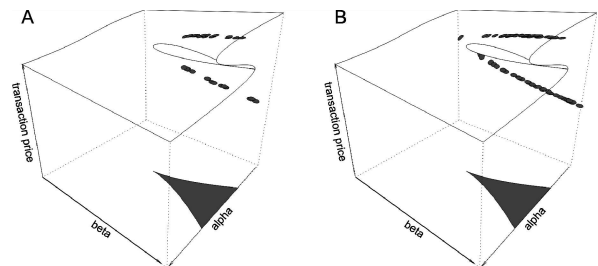 A
transaction price
beta
alpha
B
transaction price
beta
alpha